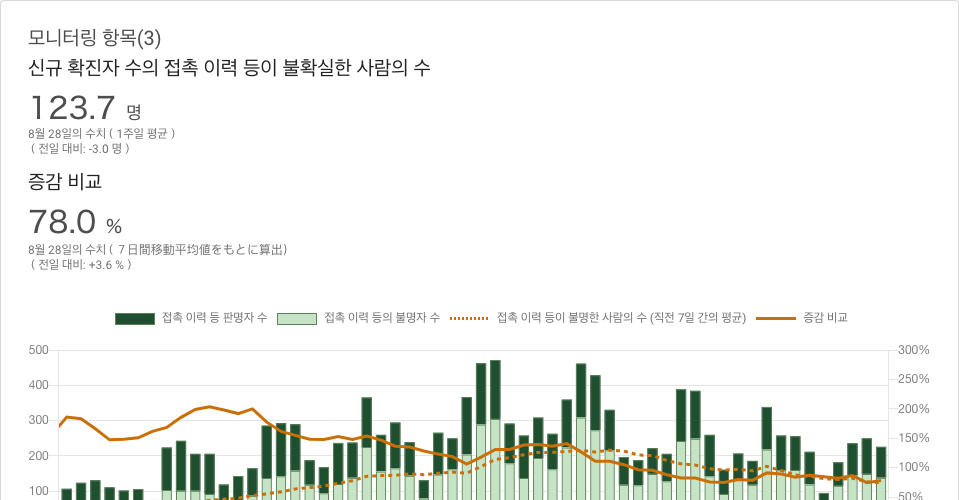 모니터링 항목(3)
신규 확진자 수의 접촉 이력 등이 불확실한 사람의 수
123.7 명
8월 28일의 수치 ( 1주일 평균 )
( 전일 대비: -3.0 명 )
증감 비교
78.0 %
8월 28일의 수치 ( 7日間移動平均値をもとに算出)
( 전일 대비: +3.6 % )
접촉 이력 등 판명자 수 접촉 이력 등의 불명자 수 접촉 이력 등이 불명한 사람의 수 (직전 7일 간의 평균) 증감 비교
500 300%
250%
400
200%
300
150%
200
100%
100
50%